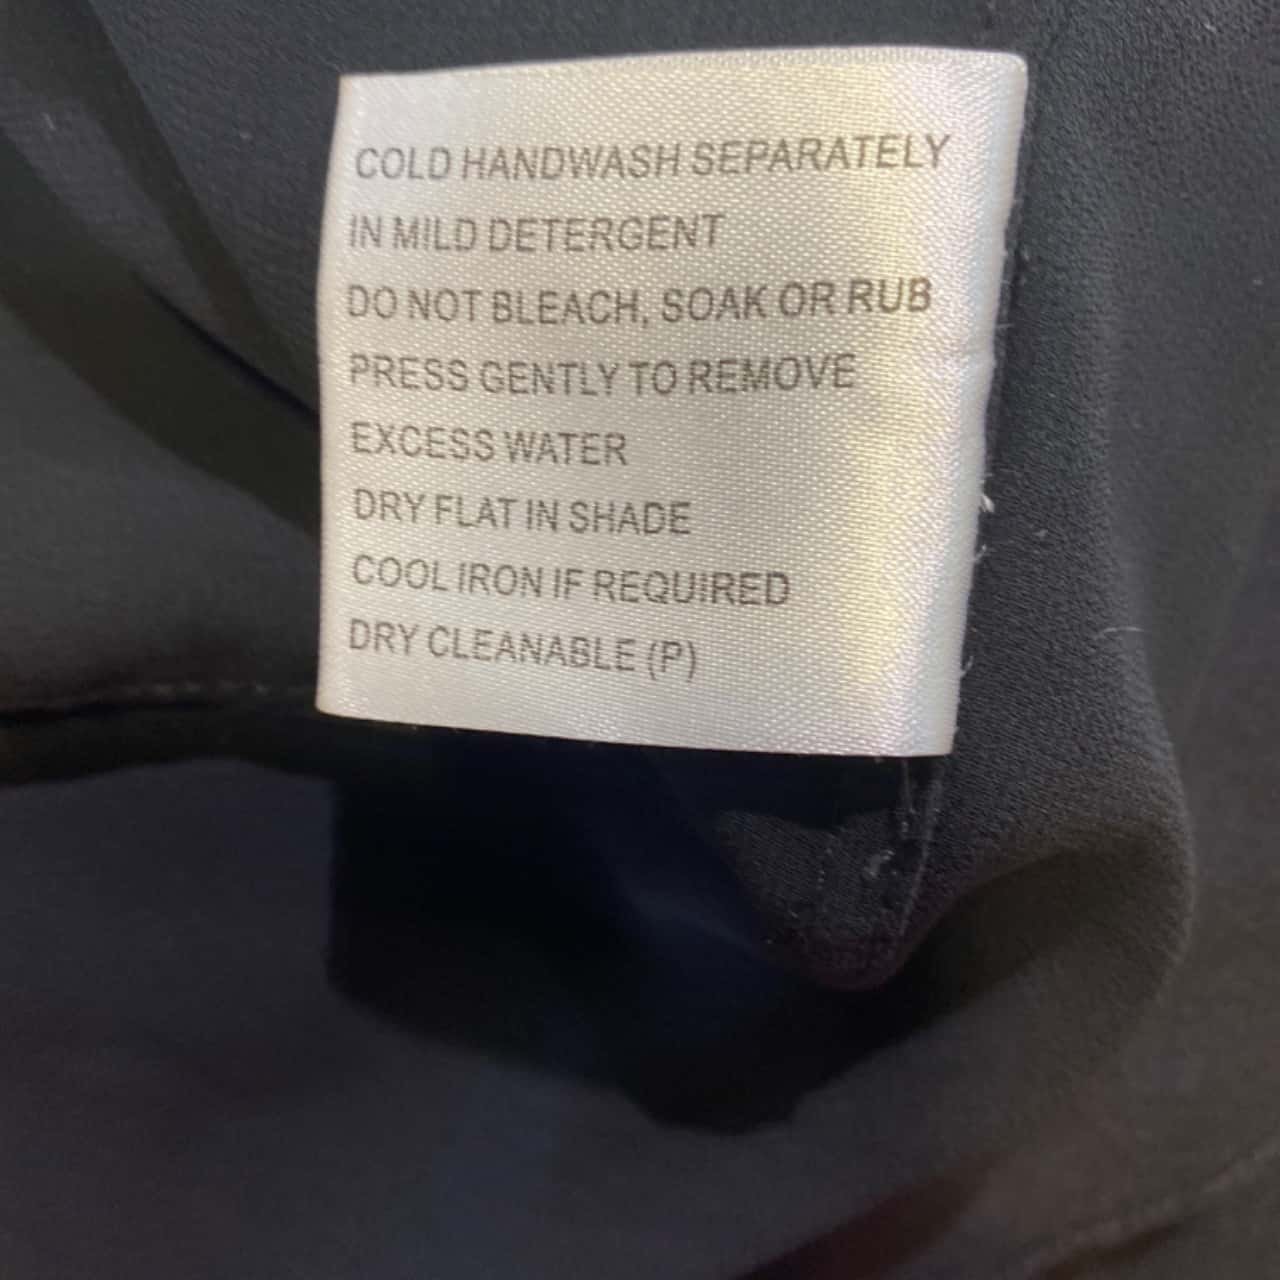 COLD HANDWASH SEPARATELY
IN MILD DETERGENT
DO NOT BLEACH, SOAK OR RUB
PRESS GENTLY TO REMOVE
EXCESS WATER
DRY FLAT IN SHADE
COOL IRON IF REQUIRED
DRY CLEANABLE (P)